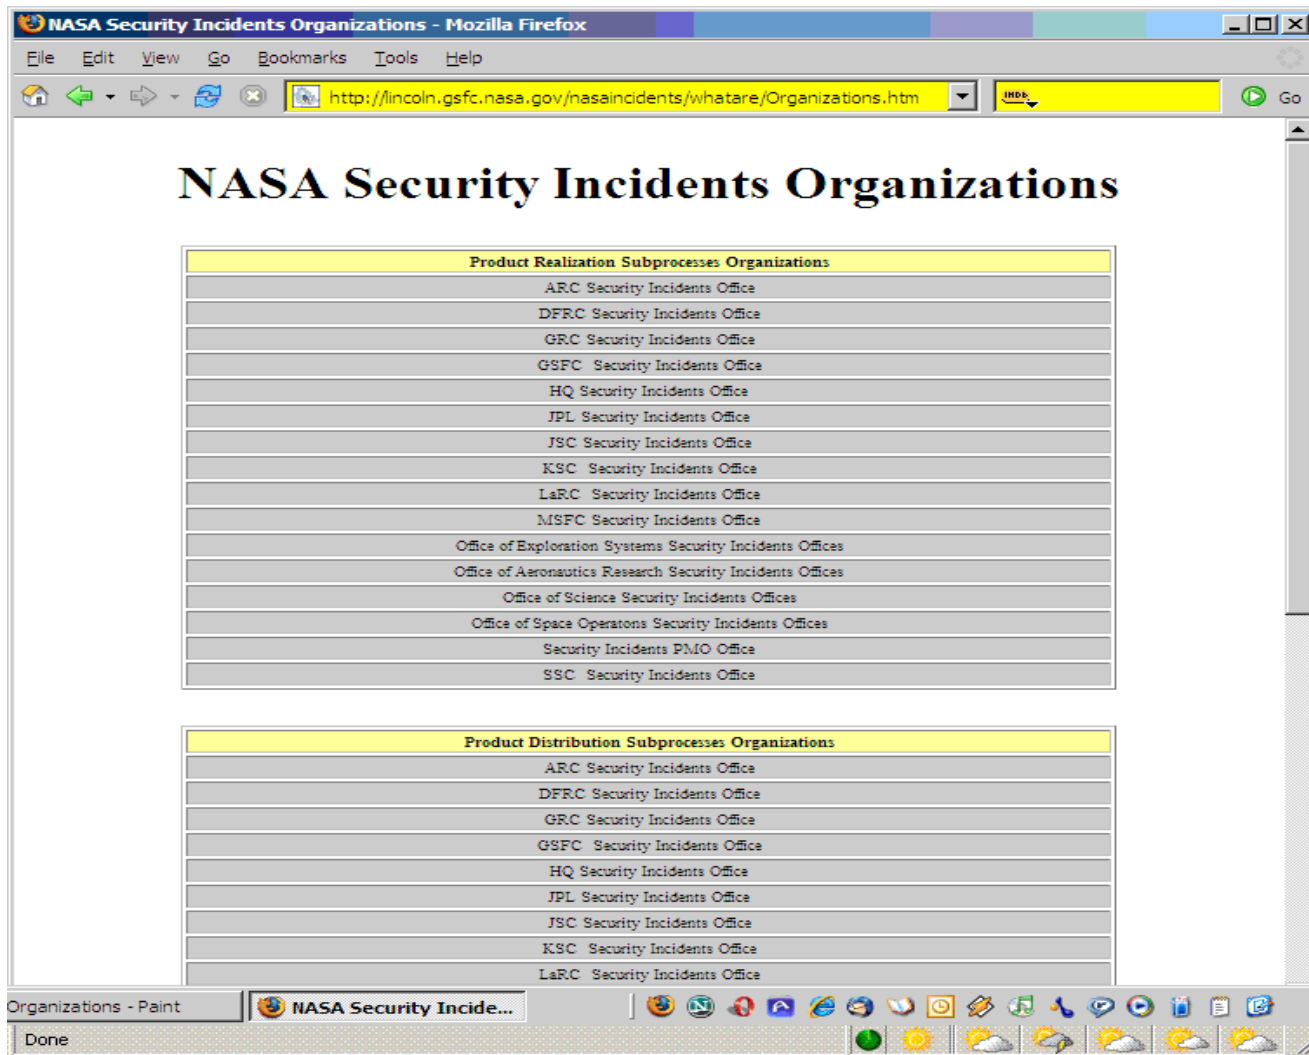 NASA Security Incidents Organizations - Mozilla Firefox
File Edit View Go Bookmarks Tools Help
http://lincoln.gsfc.nasa.gov/nasaincidents/whatare/Organizations.htm IMDb Go
NASA Security Incidents Organizations
Product Realization Subprocesses Organizations
ARC Security Incidents Office
DFRC Security Incidents Office
GRC Security Incidents Office
GSFC Security Incidents Office
HQ Security Incidents Office
JPL Security Incidents Office
JSC Security Incidents Office
KSC Security Incidents Office
LaRC Security Incidents Office
MSFC Security Incidents Office
Office of Exploration Systems Security Incidents Offices
Office of Aeronautics Research Security Incidents Offices
Office of Science Security Incidents Offices
Office of Space Operatons Security Incidents Offices
Security Incidents PMO Office
SSC Security Incidents Office
Product Distribution Subprocesses Organizations
ARC Security Incidents Office
DFRC Security Incidents Office
GRC Security Incidents Office
GSFC Security Incidents Office
HQ Security Incidents Office
JPL Security Incidents Office
JSC Security Incidents Office
KSC Security Incidents Office
LaRC Security Incidents Office
Organizations - Paint NASA Security Incide...
Done